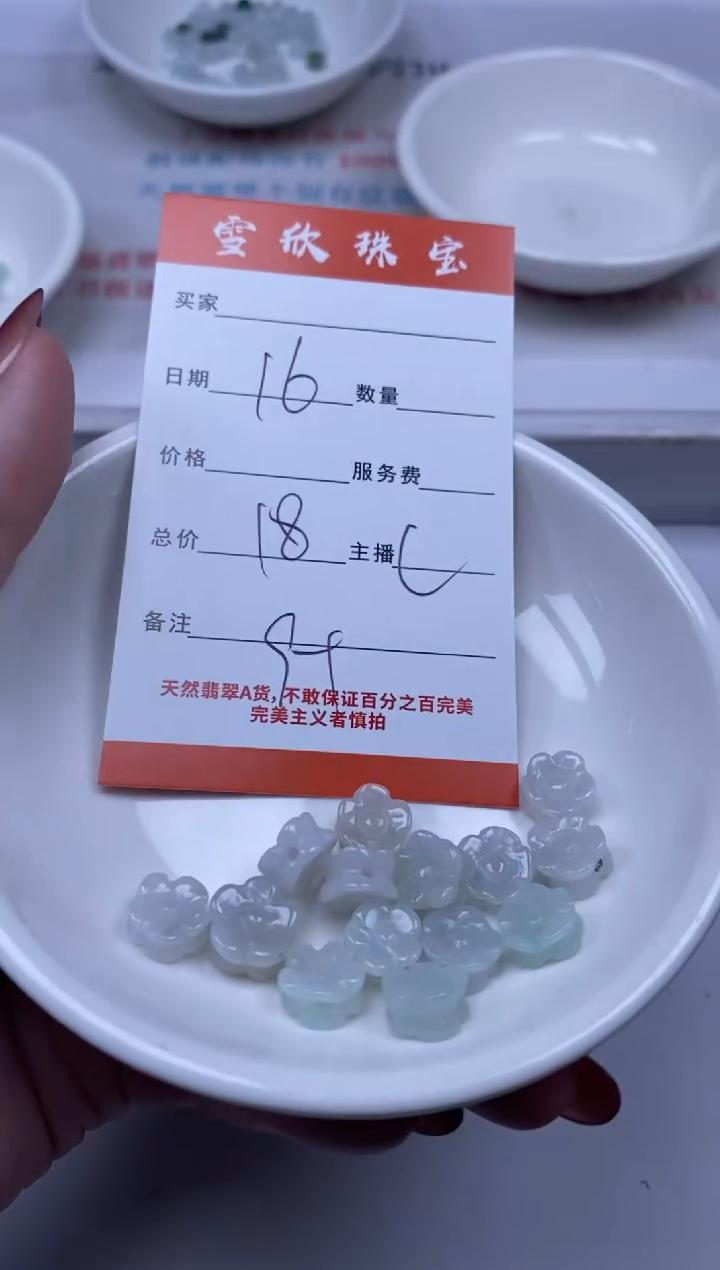 雪欣珠宝
买家
日期 16 数量
价格 服务费
总价 18 主播
备注
天然翡翠A货,不敢保证百分之百完美
完美主义者慎拍